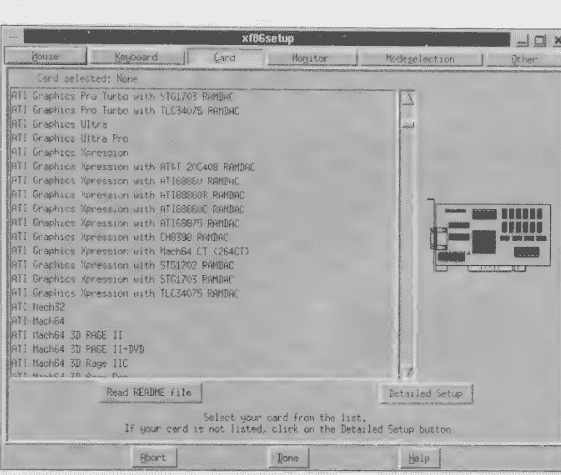 xf86setup
Mouse Keyboard Card Monitor Modeselection Other
Card selected: None
ATI Graphics Pro Turbo with STG1703 RAMDAC
ATI Graphics Pro Turbo with TLC34075 RAMDAC
ATI Graphics Ultra
ATI Graphics Ultra Pro
ATI Graphics Xpression
ATI Graphics Xpression with AT&T 20C408 RAMDAC
ATI Graphics Xpression with ATI68860 RAMDAC
ATI Graphics Xpression with ATI68860B RAMDAC
ATI Graphics Xpression with ATI68860C RAMDAC
ATI Graphics Xpression with ATI68875 RAMDAC
ATI Graphics Xpression with CH8398 RAMDAC
ATI Graphics Xpression with Mach64 CT (264CT)
ATI Graphics Xpression with STG1702 RAMDAC
ATI Graphics Xpression with STG1703 RAMDAC
ATI Graphics Xpression with TLC34075 RAMDAC
ATI Mach32
ATI Mach64
ATI Mach64 3D RAGE II
ATI Mach64 3D RAGE II+DVD
ATI Mach64 3D Rage IIC
ATI Mach64 3D Rage Pro
Read README file
Detailed Setup
Select your card from the list.
If your card is not listed, click on the Detailed Setup button
Abort Done Help